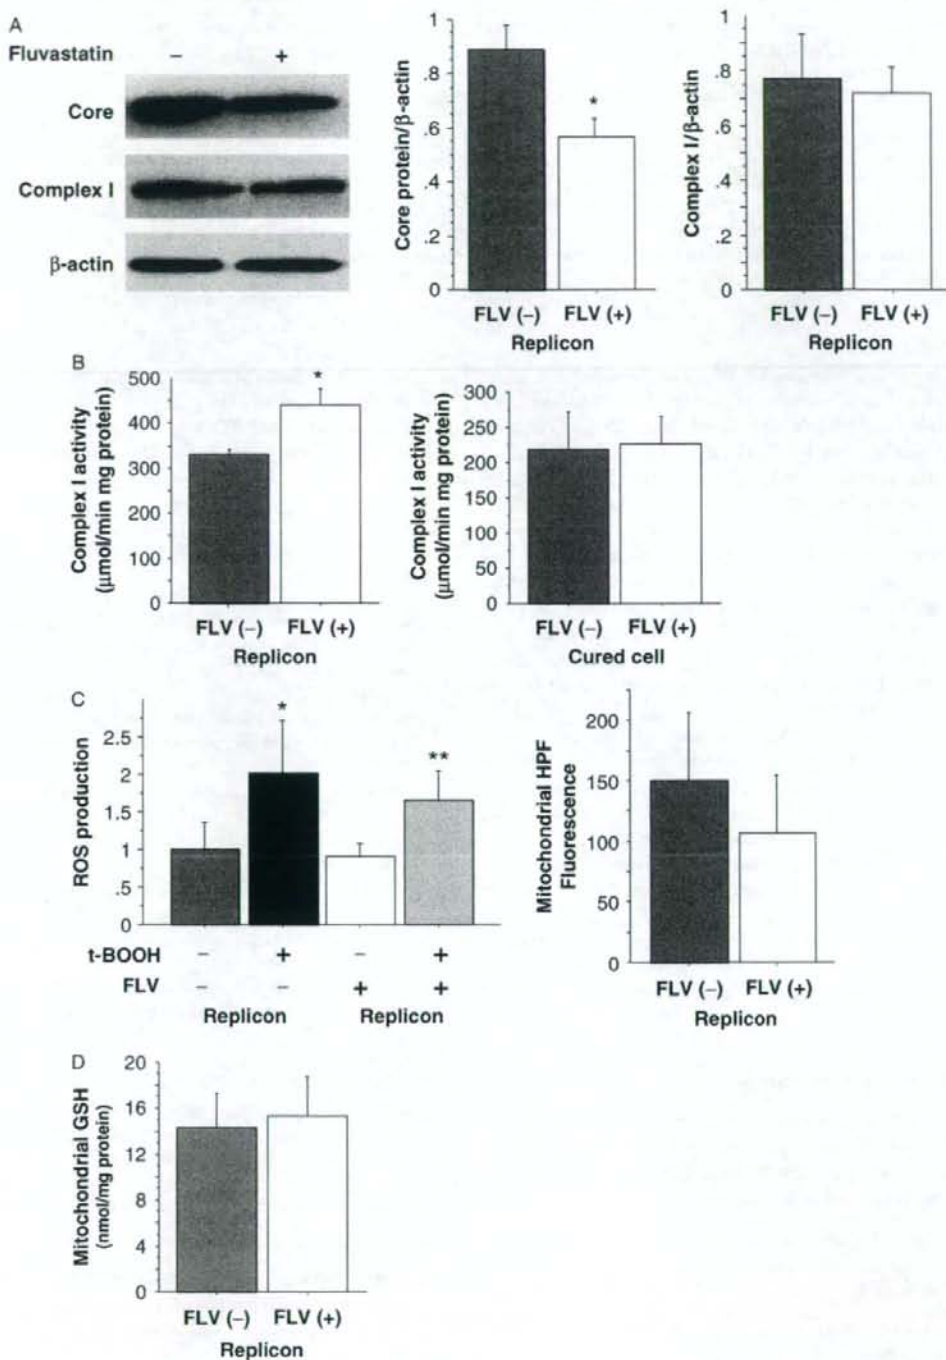 A
Fluvastatin – +
Core
Complex I
β-actin
Core protein/β-actin
1
.8
.6
.4
.2
0
*
FLV (–) FLV (+)
Replicon
Complex I/β-actin
1
.8
.6
.4
.2
0
FLV (–) FLV (+)
Replicon
B
Complex I activity
(μmol/min mg protein)
500
400
300
200
100
0
*
FLV (–) FLV (+)
Replicon
Complex I activity
(μmol/min mg protein)
300
250
200
150
100
50
0
FLV (–) FLV (+)
Cured cell
C
ROS production
2.5
2
1.5
1
.5
0
*
**
t-BOOH – + – +
FLV – – + +
Replicon Replicon
Mitochondrial HPF
Fluorescence
200
150
100
50
0
FLV (–) FLV (+)
Replicon
D
Mitochondrial GSH
(nmol/mg protein)
20
16
12
8
4
0
FLV (–) FLV (+)
Replicon